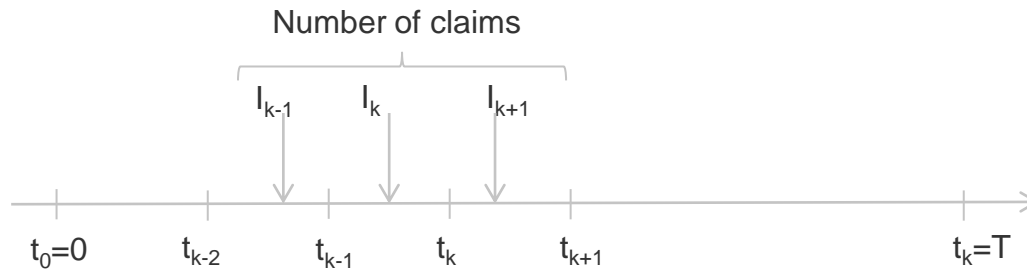 Number of claims
I_{k-1} I_k I_{k+1}
t_0=0 t_{k-2} t_{k-1} t_k t_{k+1} t_k=T